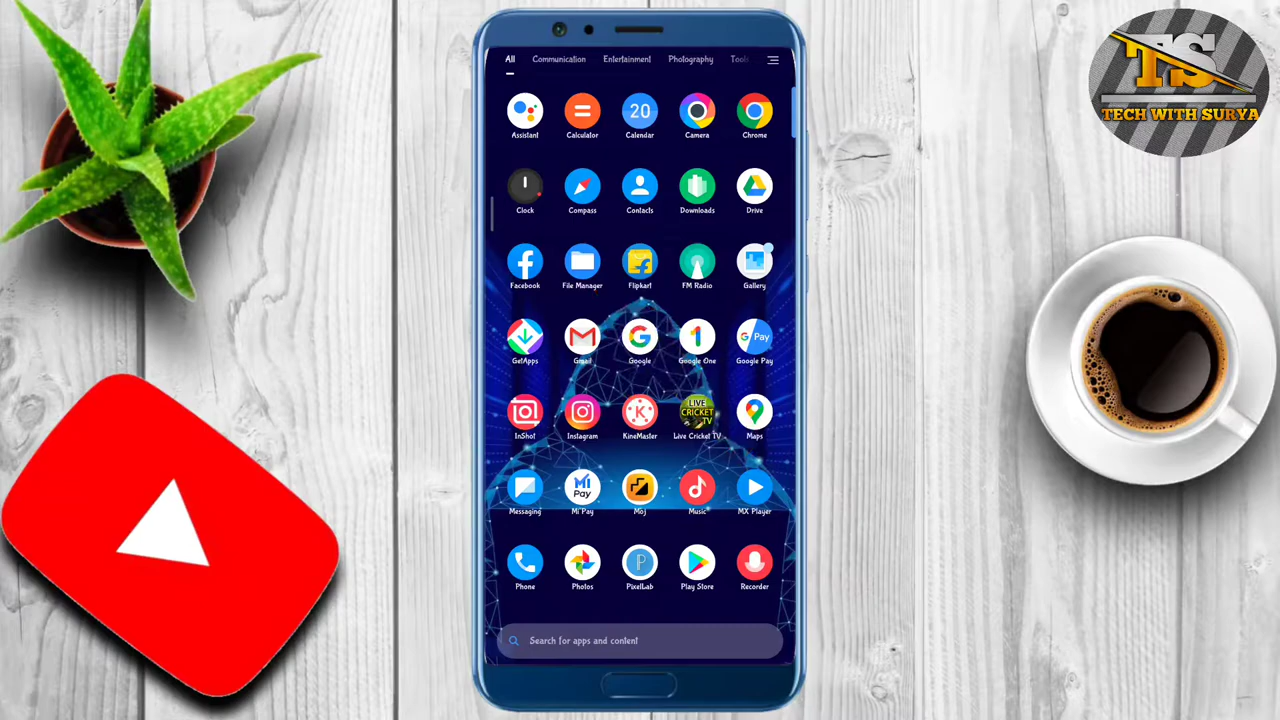 All Communication Entertainment Photography Tools
TS
TECH WITH SURYA
Assistant Calculator 20 Calendar Camera Chrome
Clock Compass Contacts Downloads Drive
Facebook File Manager Flipkart FM Radio Gallery
GetApps Gmail Google 1 Google One G Pay Google Pay
InShot Instagram K KineMaster LIVE CRICKET TV Live Cricket TV Maps
Messaging Mi Pay Mi Pay Moj Music MX Player
Phone Photos P PixelLab Play Store Recorder
Search for apps and content